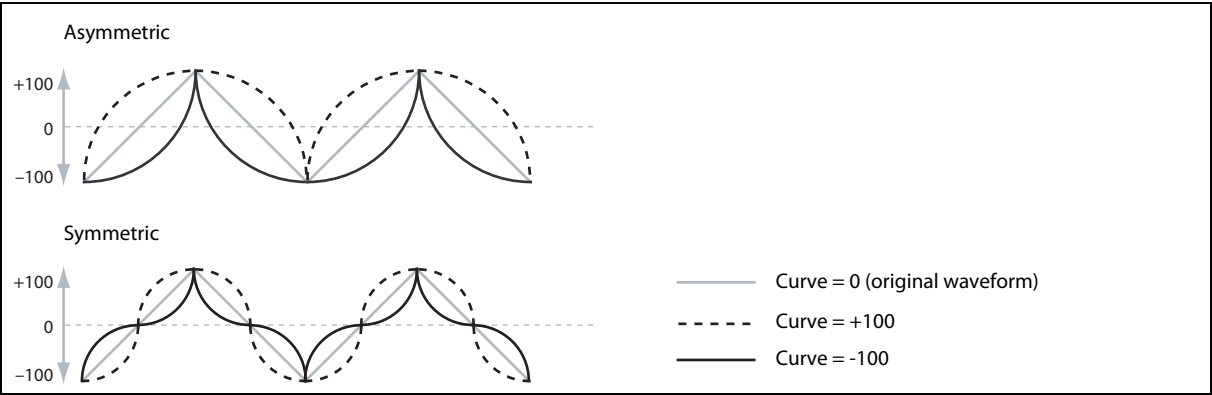 Asymmetric
+100
0
–100
Symmetric
+100
0
–100
Curve = 0 (original waveform)
Curve = +100
Curve = -100